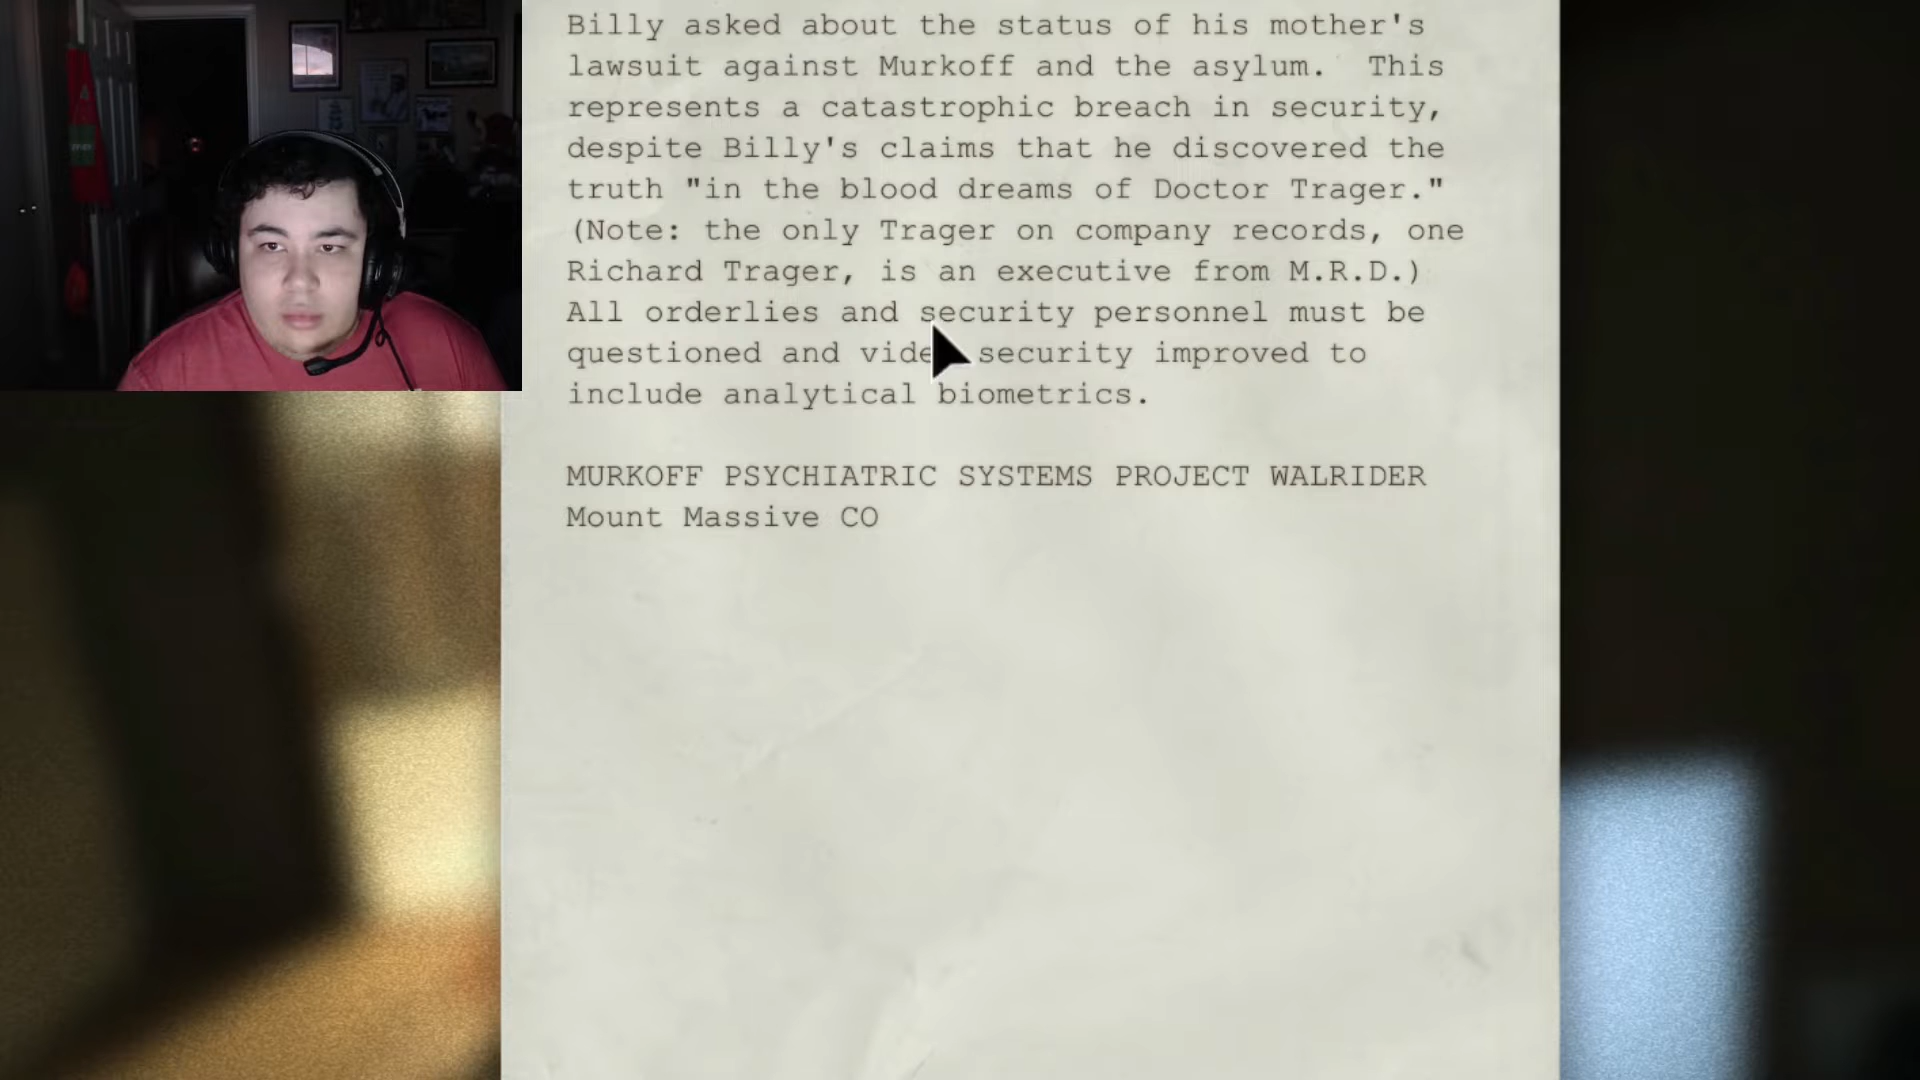 Billy asked about the status of his mother's
lawsuit against Murkoff and the asylum.  This
represents a catastrophic breach in security,
despite Billy's claims that he discovered the
truth "in the blood dreams of Doctor Trager."
(Note: the only Trager on company records, one
Richard Trager, is an executive from M.R.D.)
All orderlies and security personnel must be
questioned and vide security improved to
include analytical biometrics.
MURKOFF PSYCHIATRIC SYSTEMS PROJECT WALRIDER
Mount Massive CO